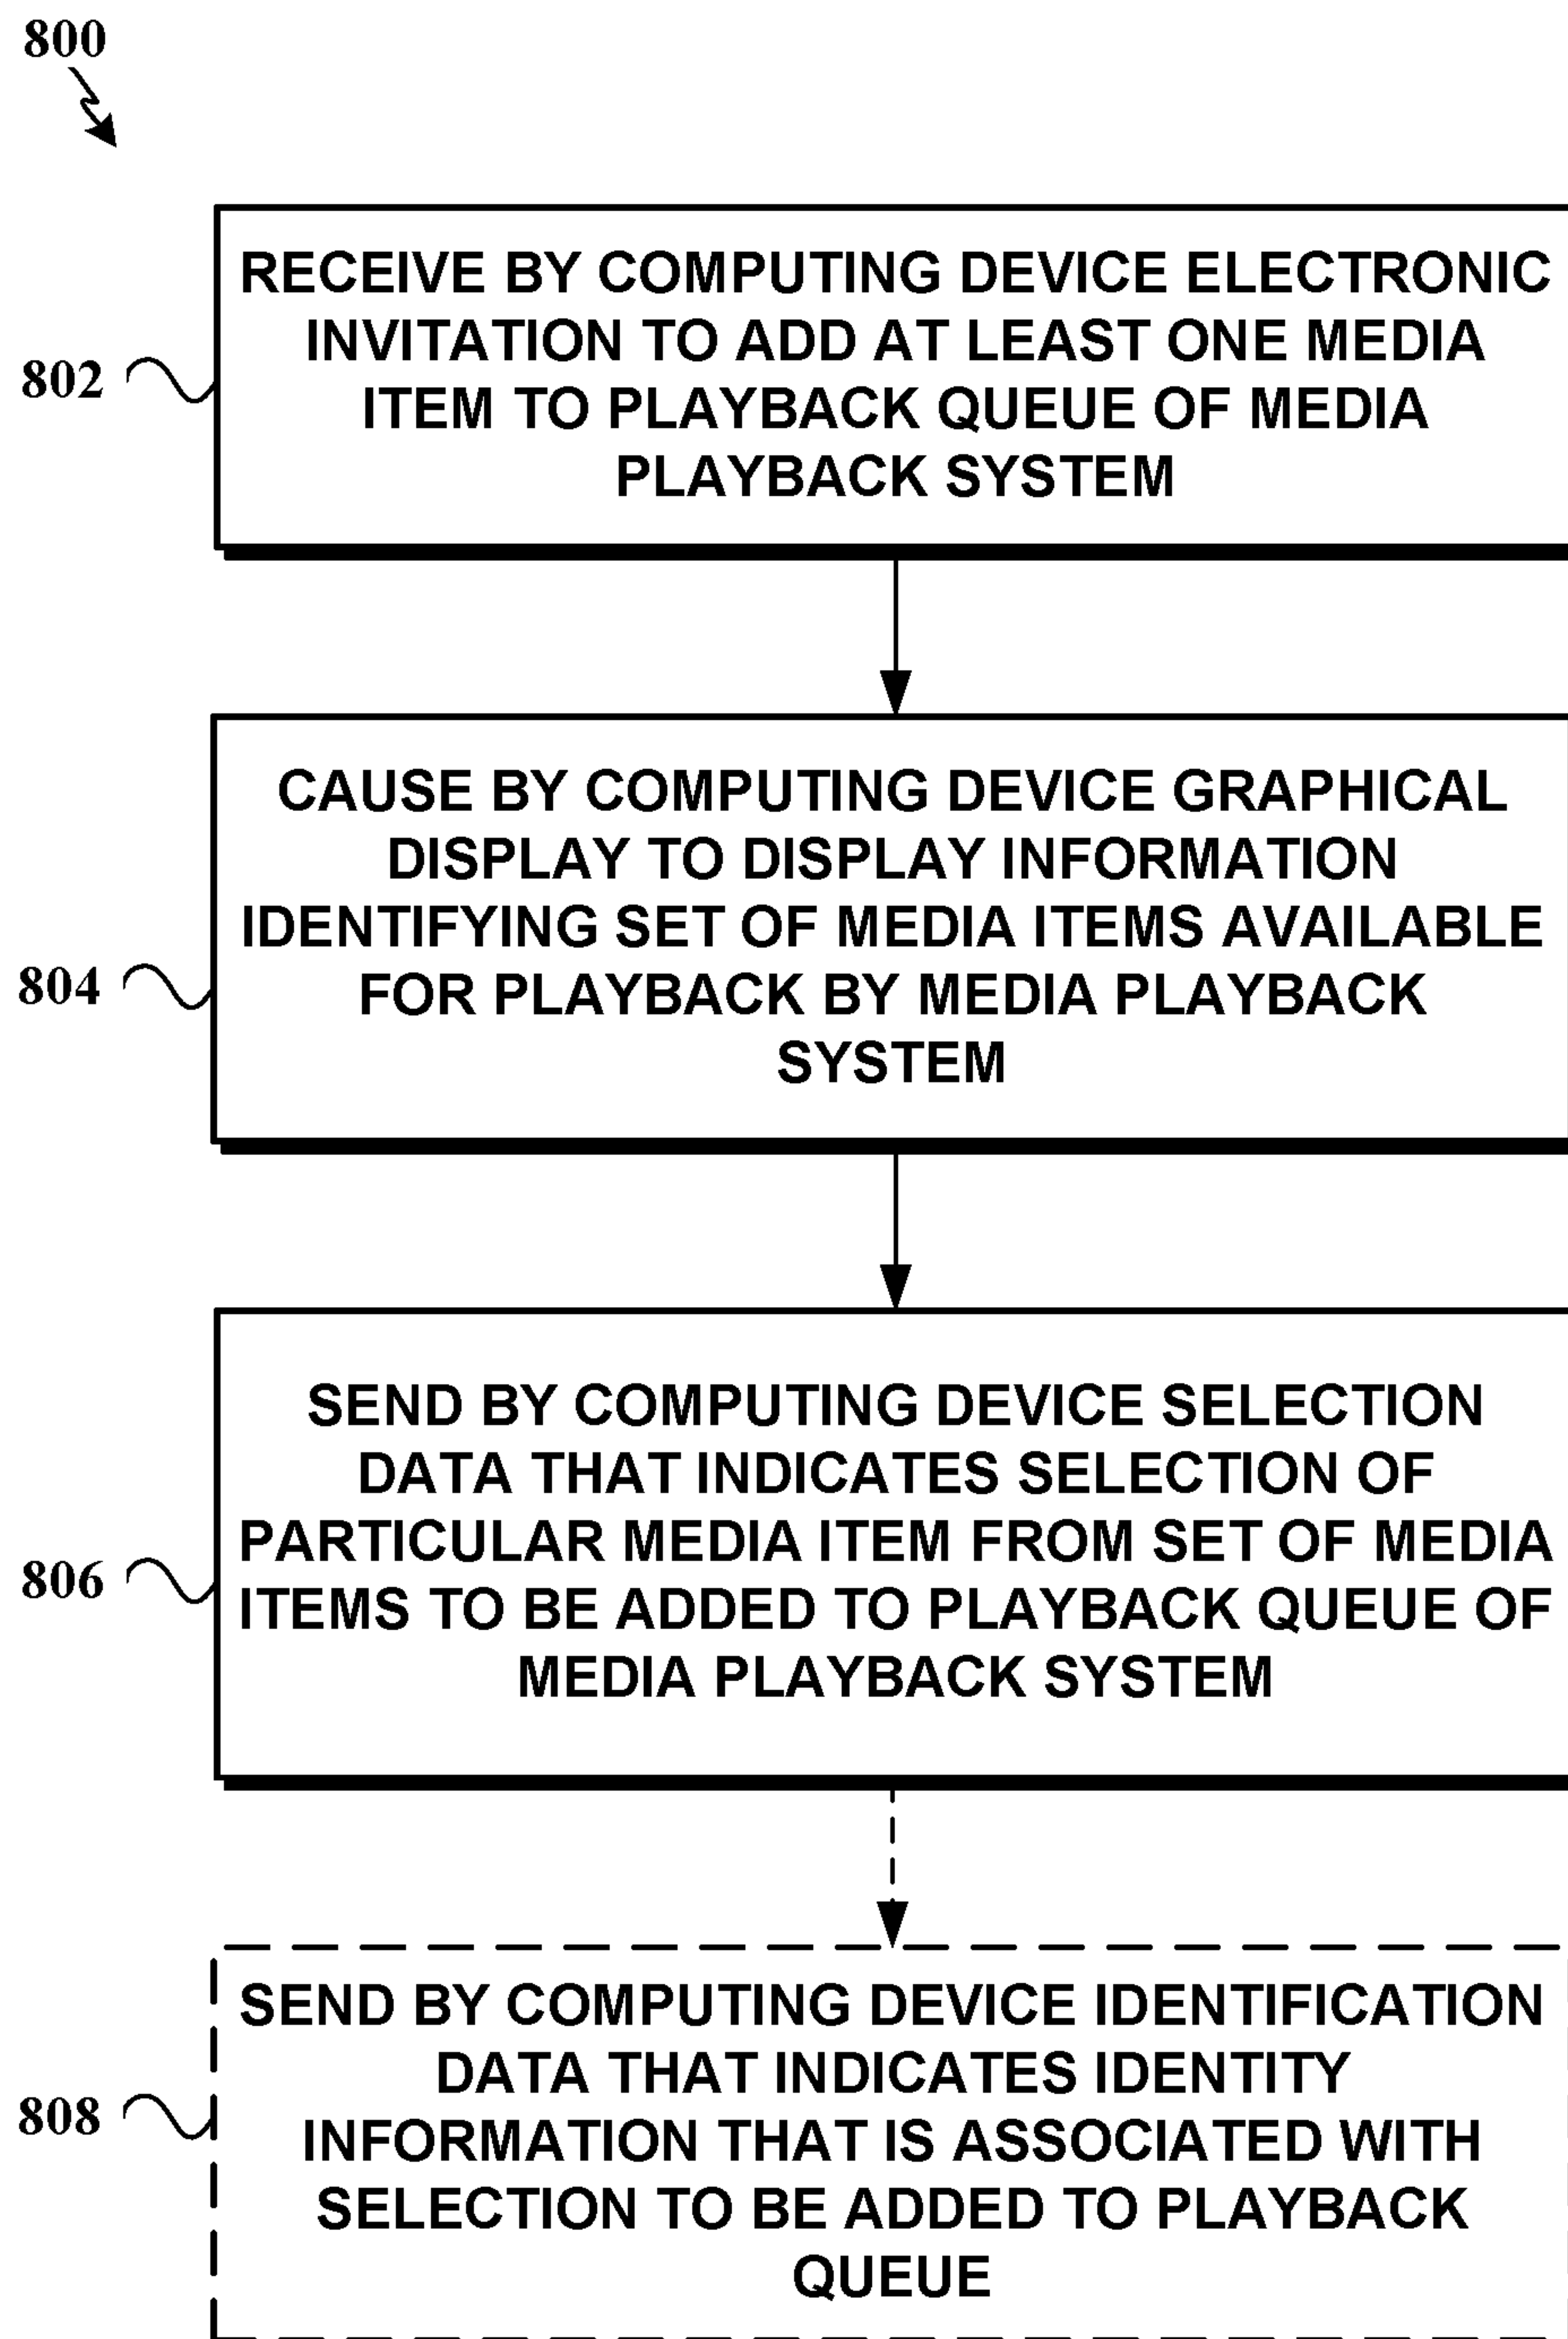 800
802
RECEIVE BY COMPUTING DEVICE ELECTRONIC
INVITATION TO ADD AT LEAST ONE MEDIA
ITEM TO PLAYBACK QUEUE OF MEDIA
PLAYBACK SYSTEM
804
CAUSE BY COMPUTING DEVICE GRAPHICAL
DISPLAY TO DISPLAY INFORMATION
IDENTIFYING SET OF MEDIA ITEMS AVAILABLE
FOR PLAYBACK BY MEDIA PLAYBACK
SYSTEM
806
SEND BY COMPUTING DEVICE SELECTION
DATA THAT INDICATES SELECTION OF
PARTICULAR MEDIA ITEM FROM SET OF MEDIA
ITEMS TO BE ADDED TO PLAYBACK QUEUE OF
MEDIA PLAYBACK SYSTEM
808
SEND BY COMPUTING DEVICE IDENTIFICATION
DATA THAT INDICATES IDENTITY
INFORMATION THAT IS ASSOCIATED WITH
SELECTION TO BE ADDED TO PLAYBACK
QUEUE